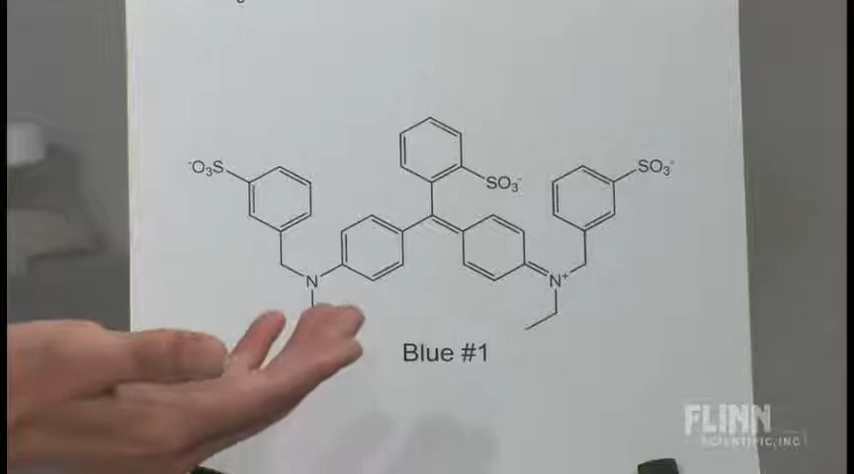 ⁻O₃S
SO₃⁻
SO₃⁻
N
N⁺
Blue #1
FLINN
SCIENTIFIC, INC